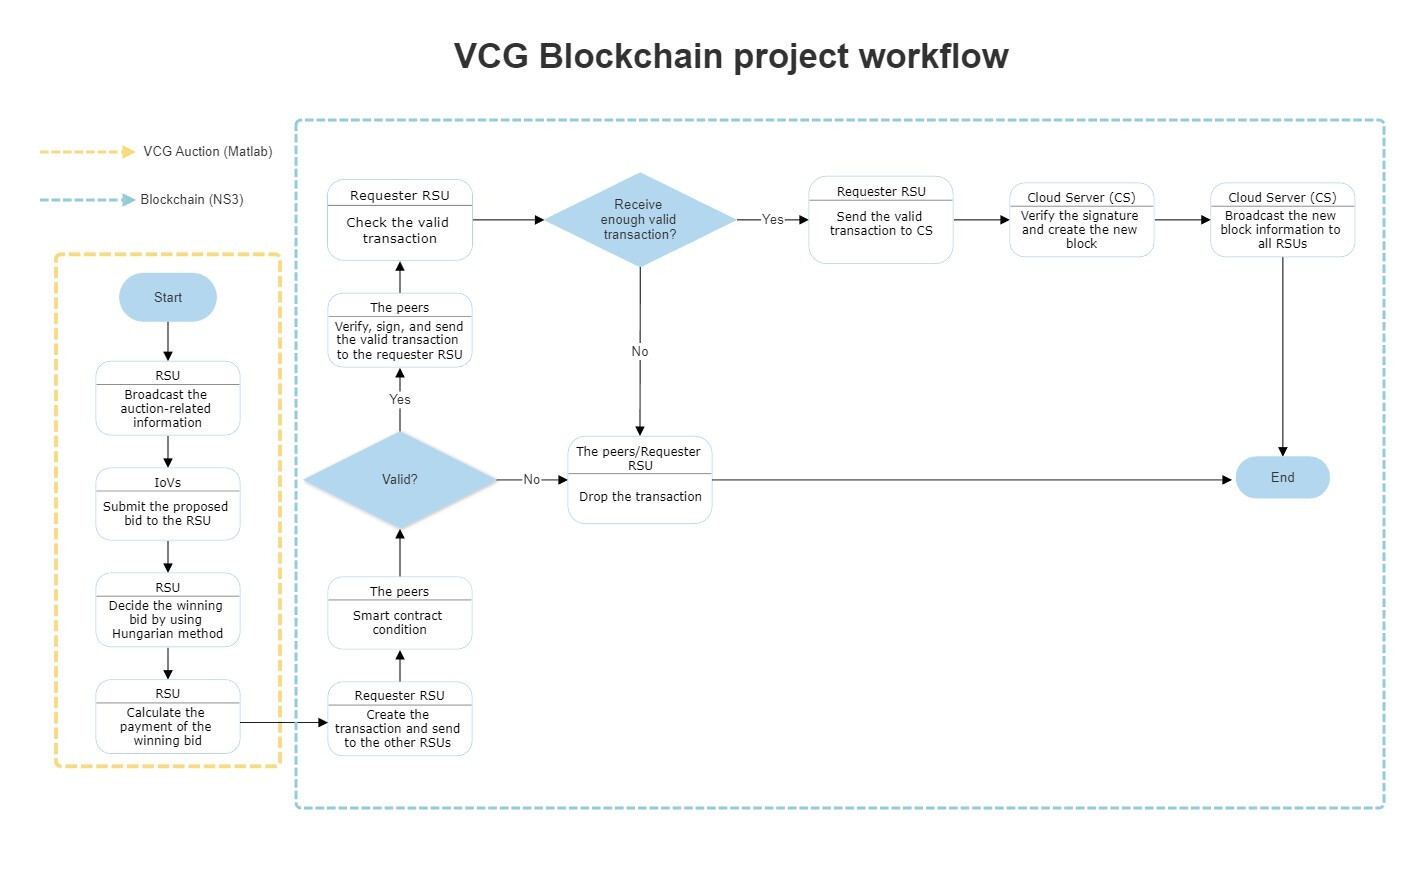 VCG Blockchain project workflow
VCG Auction (Matlab)
Blockchain (NS3)
Start
RSU
Broadcast the
auction-related
information
IoVs
Submit the proposed
bid to the RSU
RSU
Decide the winning
bid by using
Hungarian method
RSU
Calculate the
payment of the
winning bid
Requester RSU
Create the
transaction and send
to the other RSUs
The peers
Smart contract
condition
Valid?
Yes
No
The peers
Verify, sign, and send
the valid transaction
to the requester RSU
Requester RSU
Check the valid
transaction
Receive
enough valid
transaction?
Yes
No
The peers/Requester
RSU
Drop the transaction
Requester RSU
Send the valid
transaction to CS
Cloud Server (CS)
Verify the signature
and create the new
block
Cloud Server (CS)
Broadcast the new
block information to
all RSUs
End